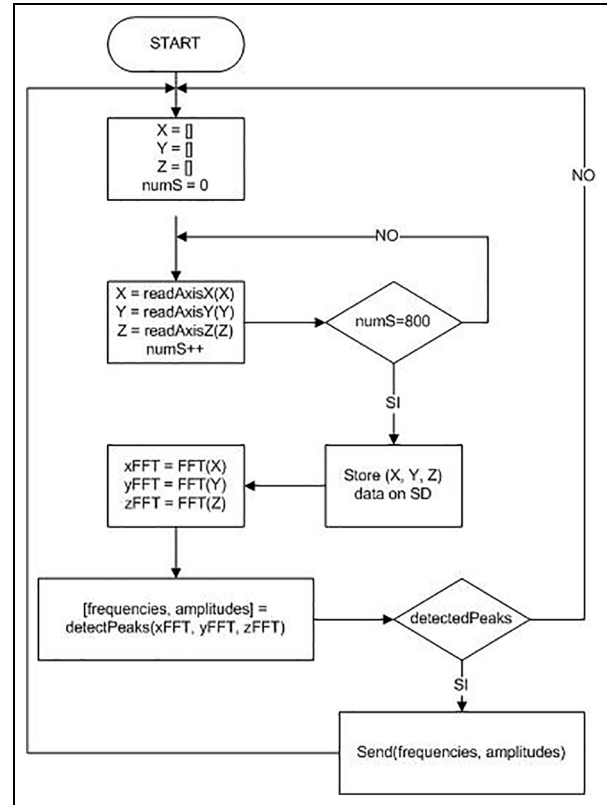 START
X = []
Y = []
Z = []
numS = 0
NO
NO
X = readAxisX(X)
Y = readAxisY(Y)
Z = readAxisZ(Z)
numS++
numS=800
SI
xFFT = FFT(X)
yFFT = FFT(Y)
zFFT = FFT(Z)
Store (X, Y, Z)
data on SD
[frequencies, amplitudes] =
detectPeaks(xFFT, yFFT, zFFT)
detectedPeaks
SI
Send(frequencies, amplitudes)